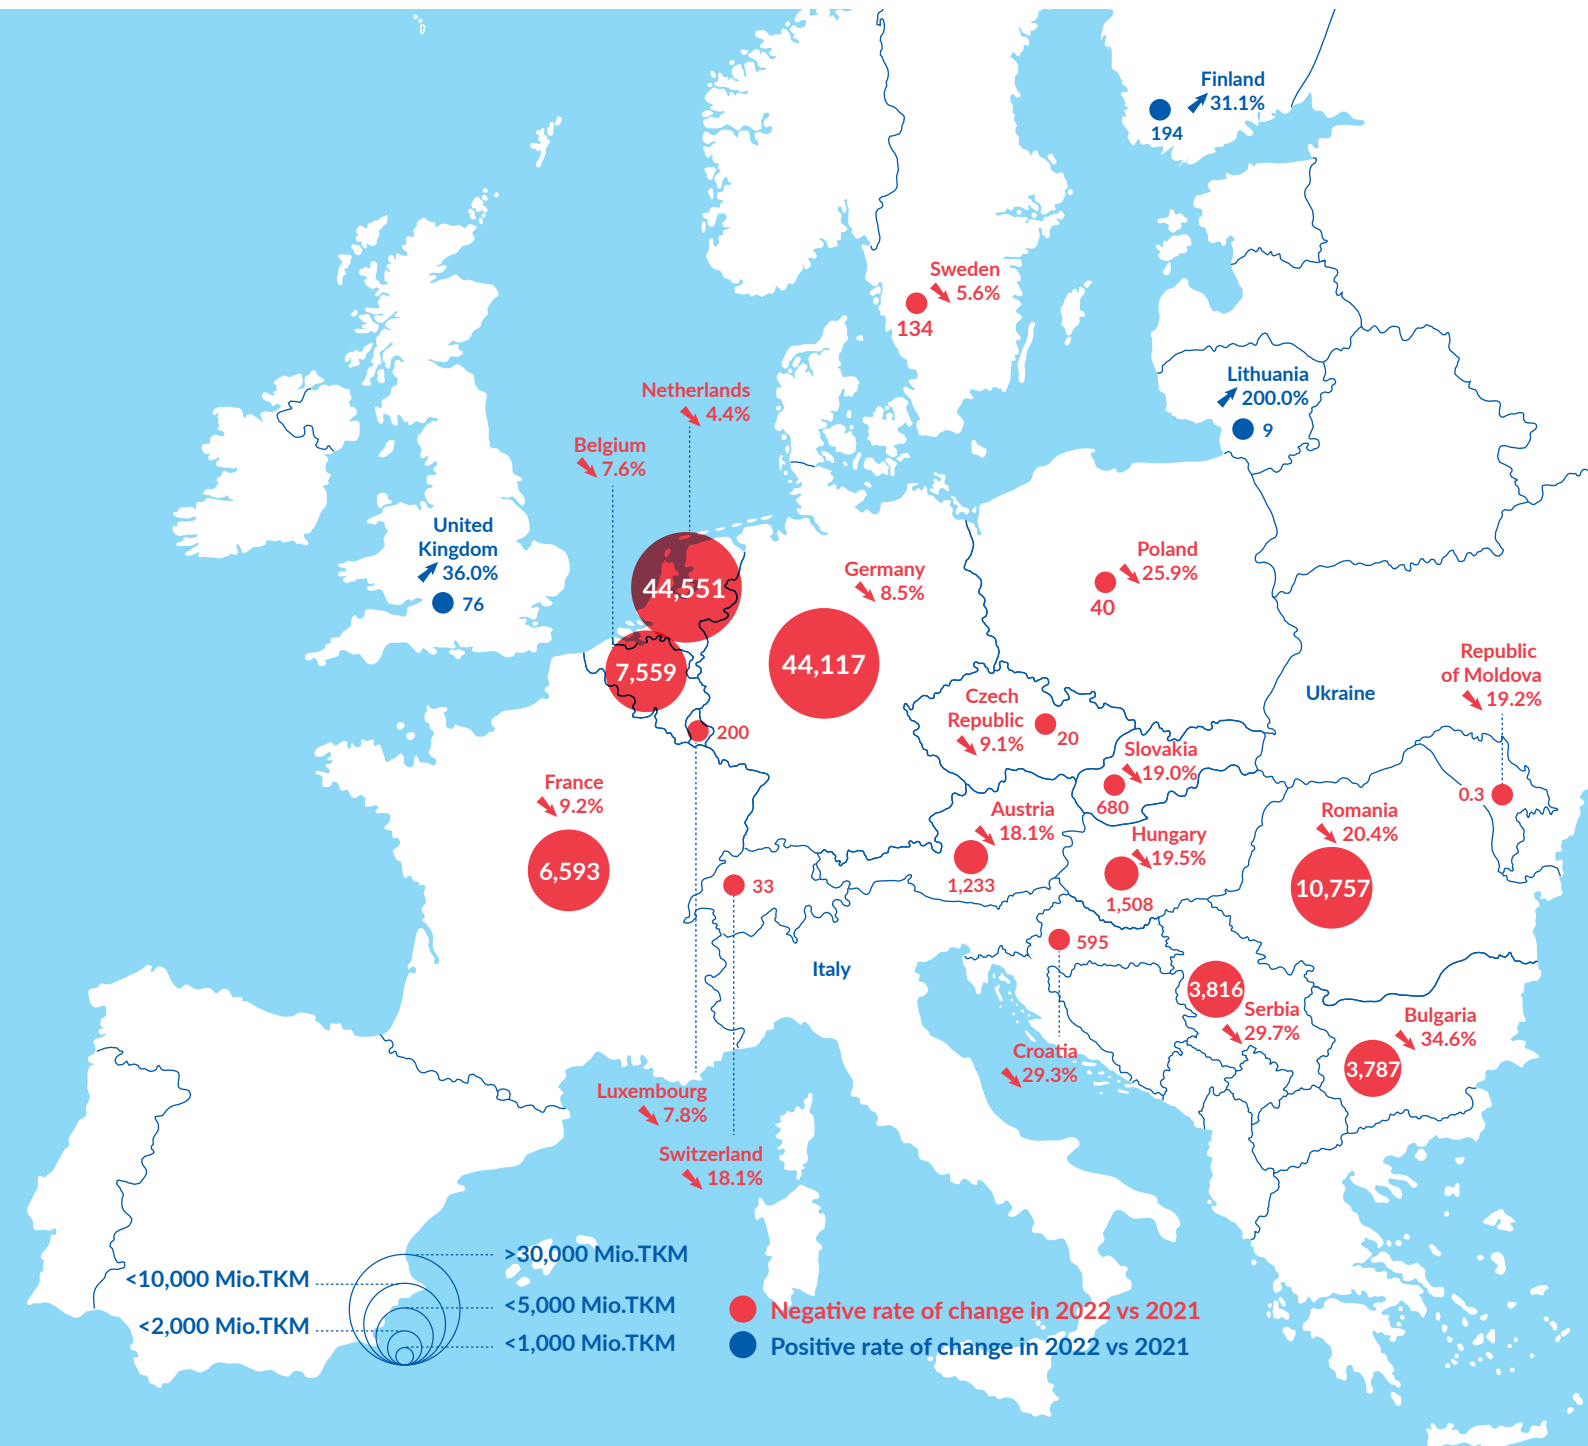 Finland
31.1%
194
Sweden
5.6%
134
Lithuania
200.0%
9
Netherlands
4.4%
Belgium
7.6%
United
Kingdom
36.0%
76
44,551
7,559
Germany
8.5%
44,117
Poland
25.9%
40
Republic
of Moldova
19.2%
0.3
Ukraine
Czech
Republic
9.1%
20
200
Slovakia
19.0%
680
France
9.2%
6,593
Austria
18.1%
1,233
Hungary
19.5%
1,508
Romania
20.4%
10,757
33
595
Italy
3,816
Serbia
29.7%
Bulgaria
34.6%
3,787
Croatia
29.3%
Luxembourg
7.8%
Switzerland
18.1%
>30,000 Mio.TKM
<10,000 Mio.TKM
<5,000 Mio.TKM
<2,000 Mio.TKM
<1,000 Mio.TKM
Negative rate of change in 2022 vs 2021
Positive rate of change in 2022 vs 2021